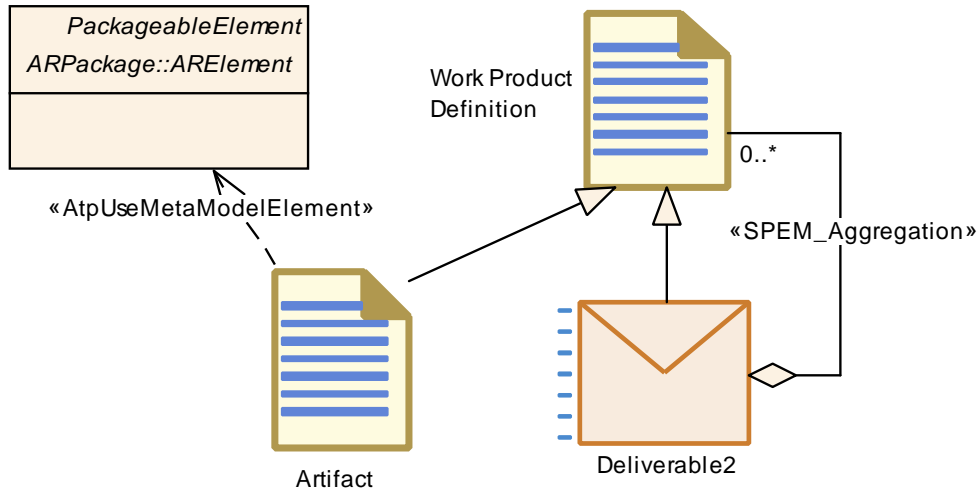 PackageableElement
ARPackage::ARElement
Work Product
Definition
0..*
«AtpUseMetaModelElement»
«SPEM_Aggregation»
Artifact
Deliverable2